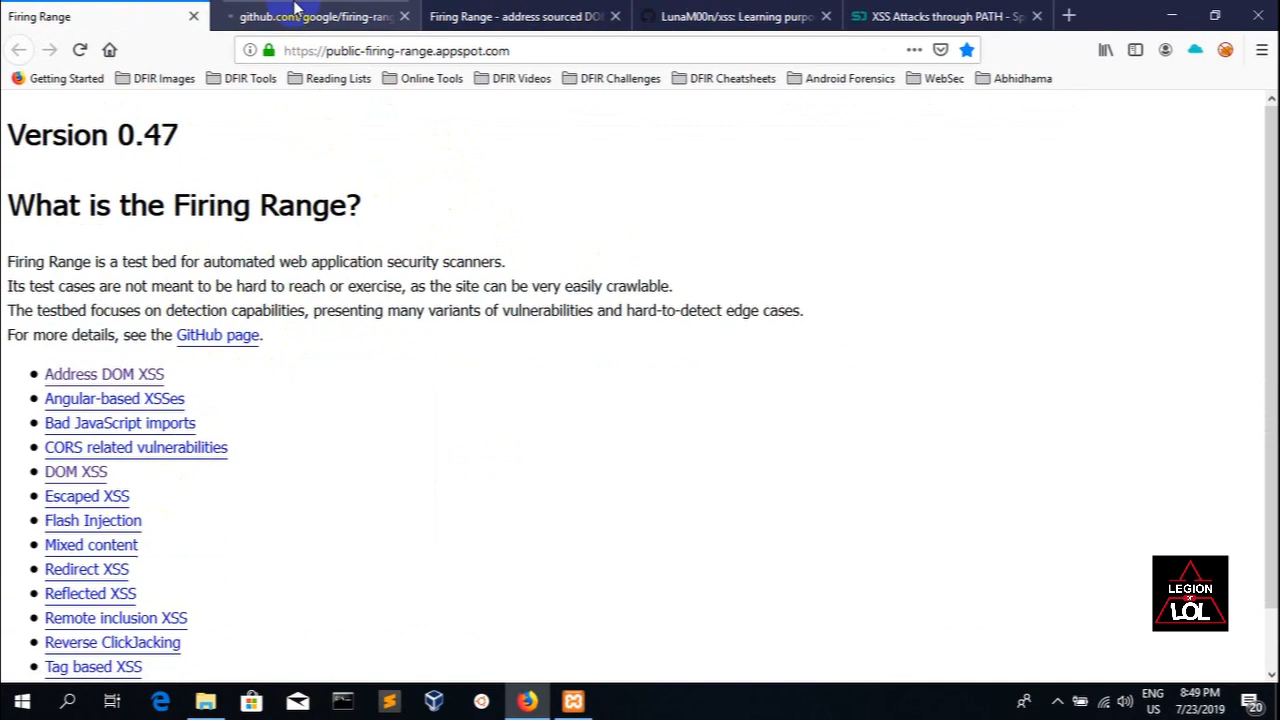 Firing Range
github.com/google/firing-rang
Firing Range - address sourced DO
LunaM00n/xss: Learning purpo
XSS Attacks through PATH - Sp
https://public-firing-range.appspot.com
Getting Started
DFIR Images
DFIR Tools
Reading Lists
Online Tools
DFIR Videos
DFIR Challenges
DFIR Cheatsheets
Android Forensics
WebSec
Abhidhama
Version 0.47
What is the Firing Range?
Firing Range is a test bed for automated web application security scanners.
Its test cases are not meant to be hard to reach or exercise, as the site can be very easily crawlable.
The testbed focuses on detection capabilities, presenting many variants of vulnerabilities and hard-to-detect edge cases.
For more details, see the GitHub page.
Address DOM XSS
Angular-based XSSes
Bad JavaScript imports
CORS related vulnerabilities
DOM XSS
Escaped XSS
Flash Injection
Mixed content
Redirect XSS
Reflected XSS
Remote inclusion XSS
Reverse ClickJacking
Tag based XSS
LEGION
OF
LOL
ENG
US
8:49 PM
7/23/2019
20